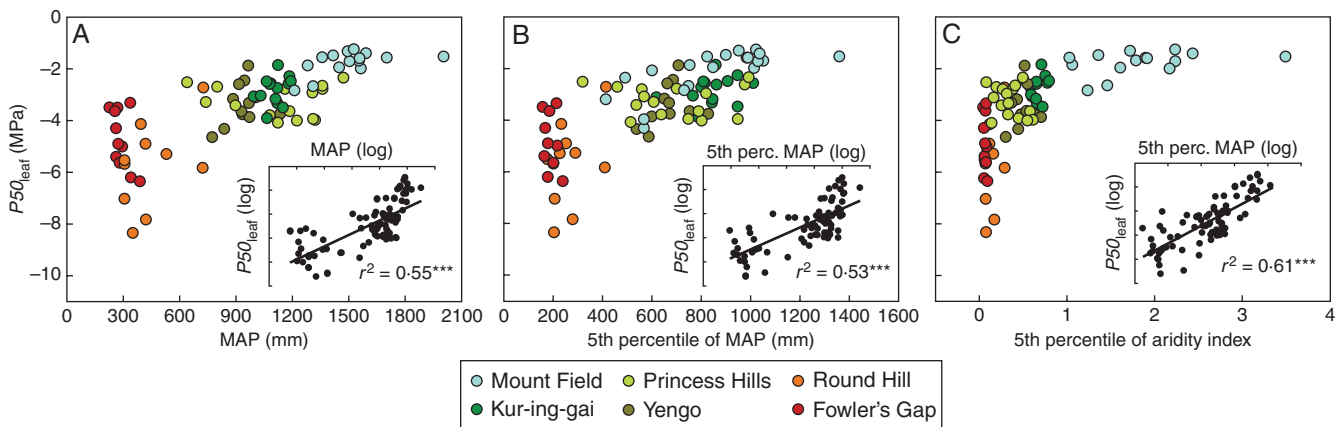 A
B
C
0
−2
−4
−6
−8
−10
P50leaf (MPa)
MAP (log)
P50leaf (log)
r² = 0·55***
5th perc. MAP (log)
P50leaf (log)
r² = 0·53***
5th perc. MAP (log)
P50leaf (log)
r² = 0·61***
0 300 600 900 1200 1500 1800 2100
MAP (mm)
0 200 400 600 800 1000 1200 1400 1600
5th percentile of MAP (mm)
0 1 2 3 4
5th percentile of aridity index
Mount Field Princess Hills Round Hill
Kur-ing-gai Yengo Fowler's Gap